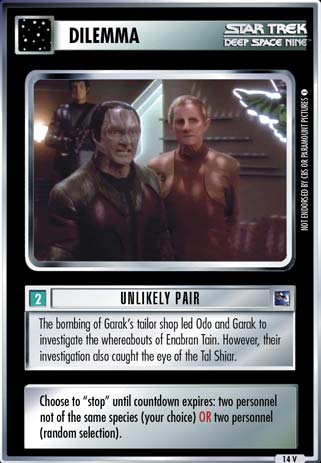 DILEMMA
STAR TREK
DEEP SPACE NINE
NOT ENDORSED BY CBS OR PARAMOUNT PICTURES
2
UNLIKELY PAIR
The bombing of Garak's tailor shop led Odo and Garak to
investigate the whereabouts of Enabran Tain. However, their
investigation also caught the eye of the Tal Shiar.
Choose to "stop" until countdown expires: two personnel
not of the same species (your choice) OR two personnel
(random selection).
14 V